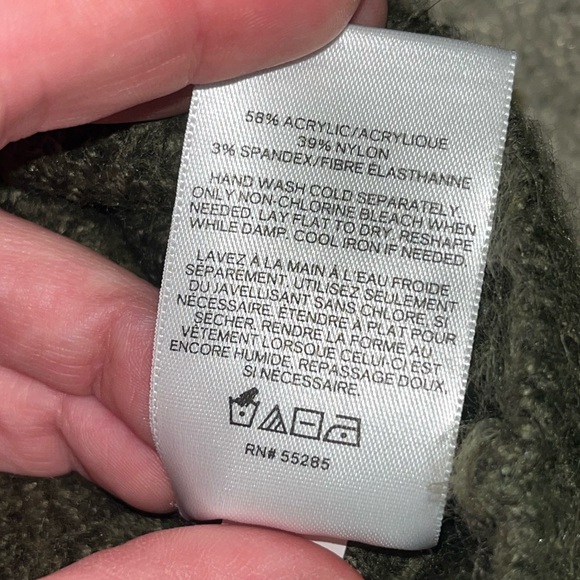 58% ACRYLIC/ACRYLIQUE
39% NYLON
3% SPANDEX/FIBRE ÉLASTHANNE
HAND WASH COLD SEPARATELY.
ONLY NON-CHLORINE BLEACH WHEN
NEEDED. LAY FLAT TO DRY, RESHAPE
WHILE DAMP. COOL IRON IF NEEDED.
LAVEZ À LA MAIN À L'EAU FROIDE
SÉPAREMENT. UTILISEZ SEULEMENT
DU JAVELLISANT SANS CHLORE, SI
NÉCESSAIRE. ETENDRE À PLAT POUR
SÉCHER. RENDRE LA FORME AU
VÊTEMENT LORSQUE CELUI-CI EST
ENCORE HUMIDE. REPASSAGE DOUX,
SI NÉCESSAIRE.
RN# 55285